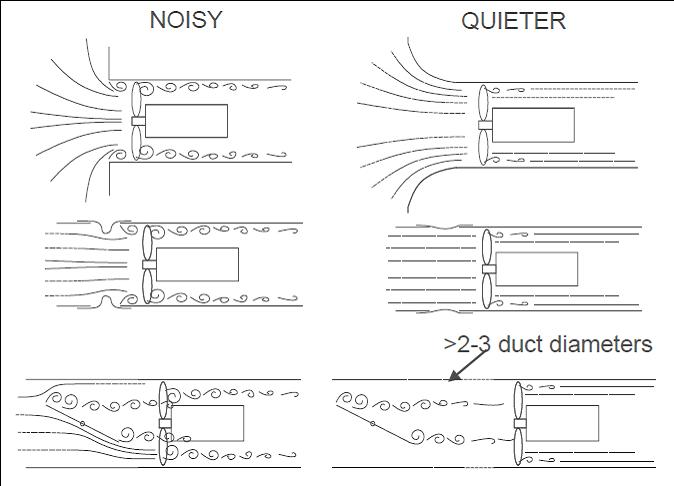 NOISY
QUIETER
>2-3 duct diameters